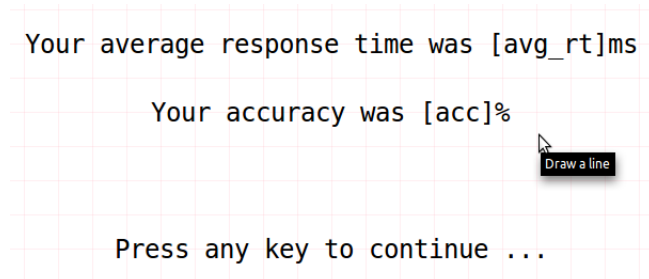 Your average response time was [avg_rt]ms
Your accuracy was [acc]%
Draw a line
Press any key to continue ...